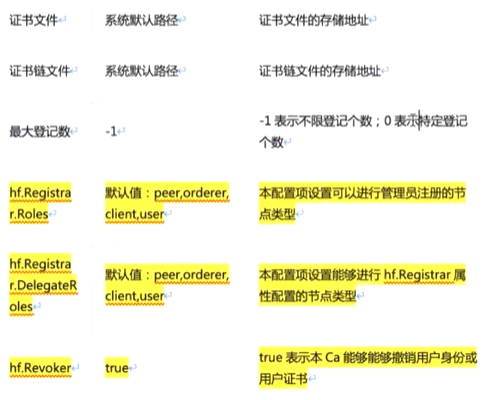 证书文件 系统默认路径 证书文件的存储地址
证书链文件 系统默认路径 证书链文件的存储地址
最大登记数 -1 -1 表示不限登记个数；0 表示特定登记
个数
hf.Registra 默认值：peer,orderer, 本配置项设置可以进行管理员注册的节
r.Roles client,user 点类型
hf.Registra
r.DelegateR
oles
默认值：peer,orderer,
client,user
本配置项设置能够进行 hf.Registrar 属
性配置的节点类型
hf.Revoker true true 表示本 Ca 能够能够撤销用户身份或
用户证书